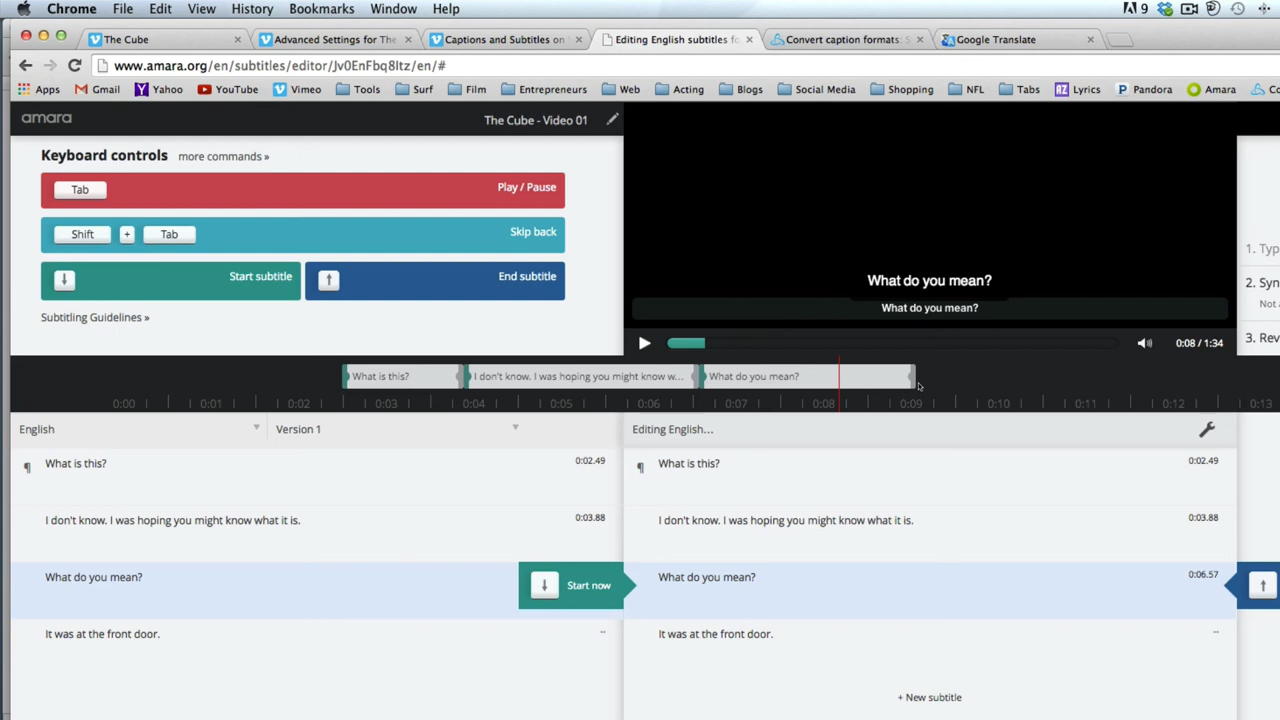 Chrome File Edit View History Bookmarks Window Help 9
The Cube × Advanced Settings for The × Captions and Subtitles on × Editing English subtitles fo × Convert caption formats: S × Google Translate ×
www.amara.org/en/subtitles/editor/Jv0EnFbq8Itz/en/#
Apps Gmail Yahoo YouTube Vimeo Tools Surf Film Entrepreneurs Web Acting Blogs Social Media Shopping NFL Tabs Lyrics Pandora Amara Co
amara The Cube - Video 01
Keyboard controls more commands »
Tab Play / Pause
Shift + Tab Skip back
Start subtitle End subtitle
Subtitling Guidelines »
What do you mean?
What do you mean?
0:08 / 1:34
1. Typ
2. Syn
Not a
3. Rev
What is this? I don't know. I was hoping you might know w... What do you mean?
0:00 0:01 0:02 0:03 0:04 0:05 0:06 0:07 0:08 0:09 0:10 0:11 0:12 0:13
English Version 1 Editing English...
¶ What is this? 0:02.49 ¶ What is this? 0:02.49
I don't know. I was hoping you might know what it is. 0:03.88 I don't know. I was hoping you might know what it is. 0:03.88
What do you mean? Start now What do you mean? 0:06.57
It was at the front door. -- It was at the front door. --
+ New subtitle